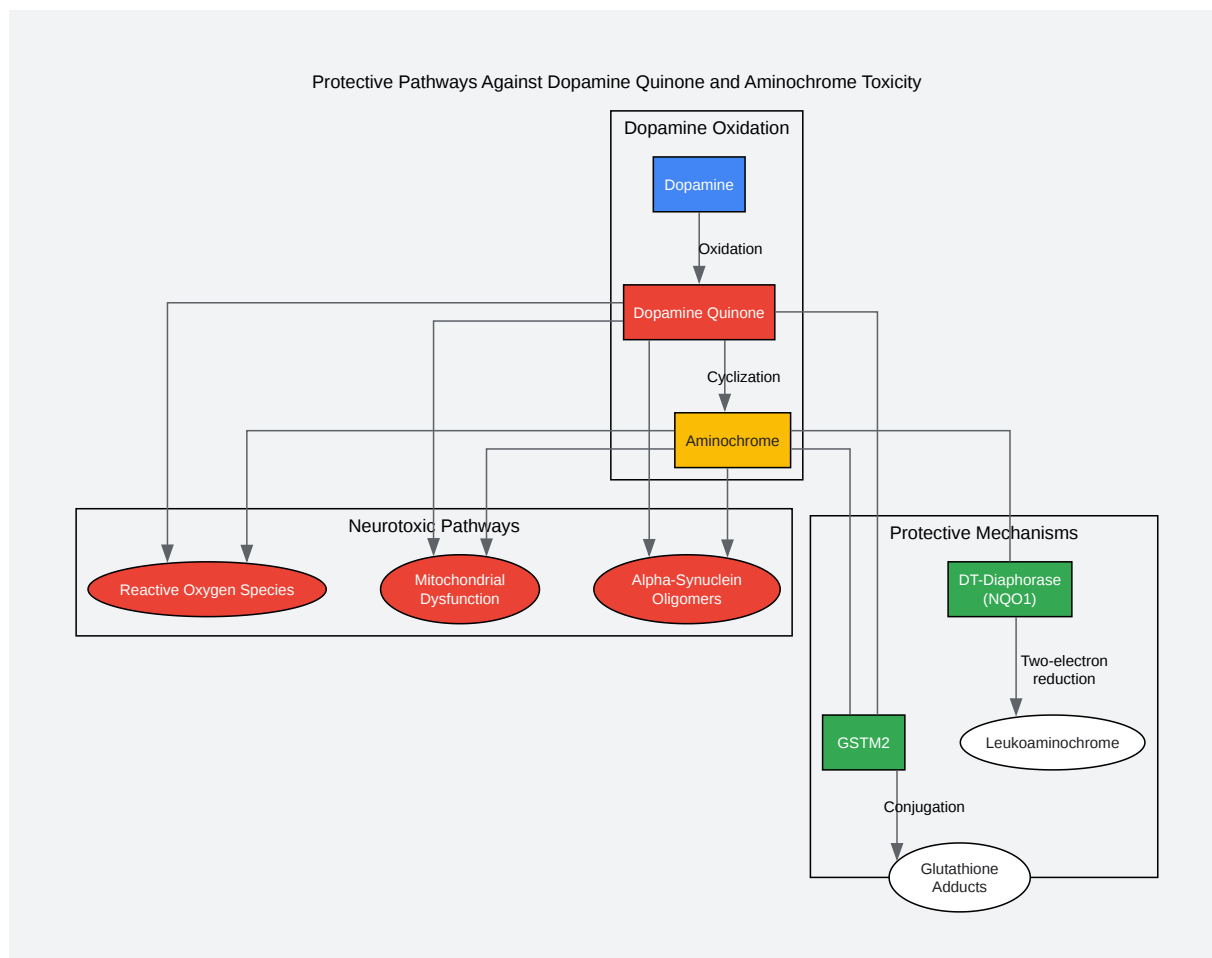 Protective Pathways Against Dopamine Quinone and Aminochrome Toxicity
Dopamine Oxidation
Dopamine
Oxidation
Dopamine Quinone
Cyclization
Aminochrome
Neurotoxic Pathways
Reactive Oxygen Species
Mitochondrial
Dysfunction
Alpha-Synuclein
Oligomers
Protective Mechanisms
DT-Diaphorase
(NQO1)
Two-electron
reduction
GSTM2
Leukoaminochrome
Conjugation
Glutathione
Adducts